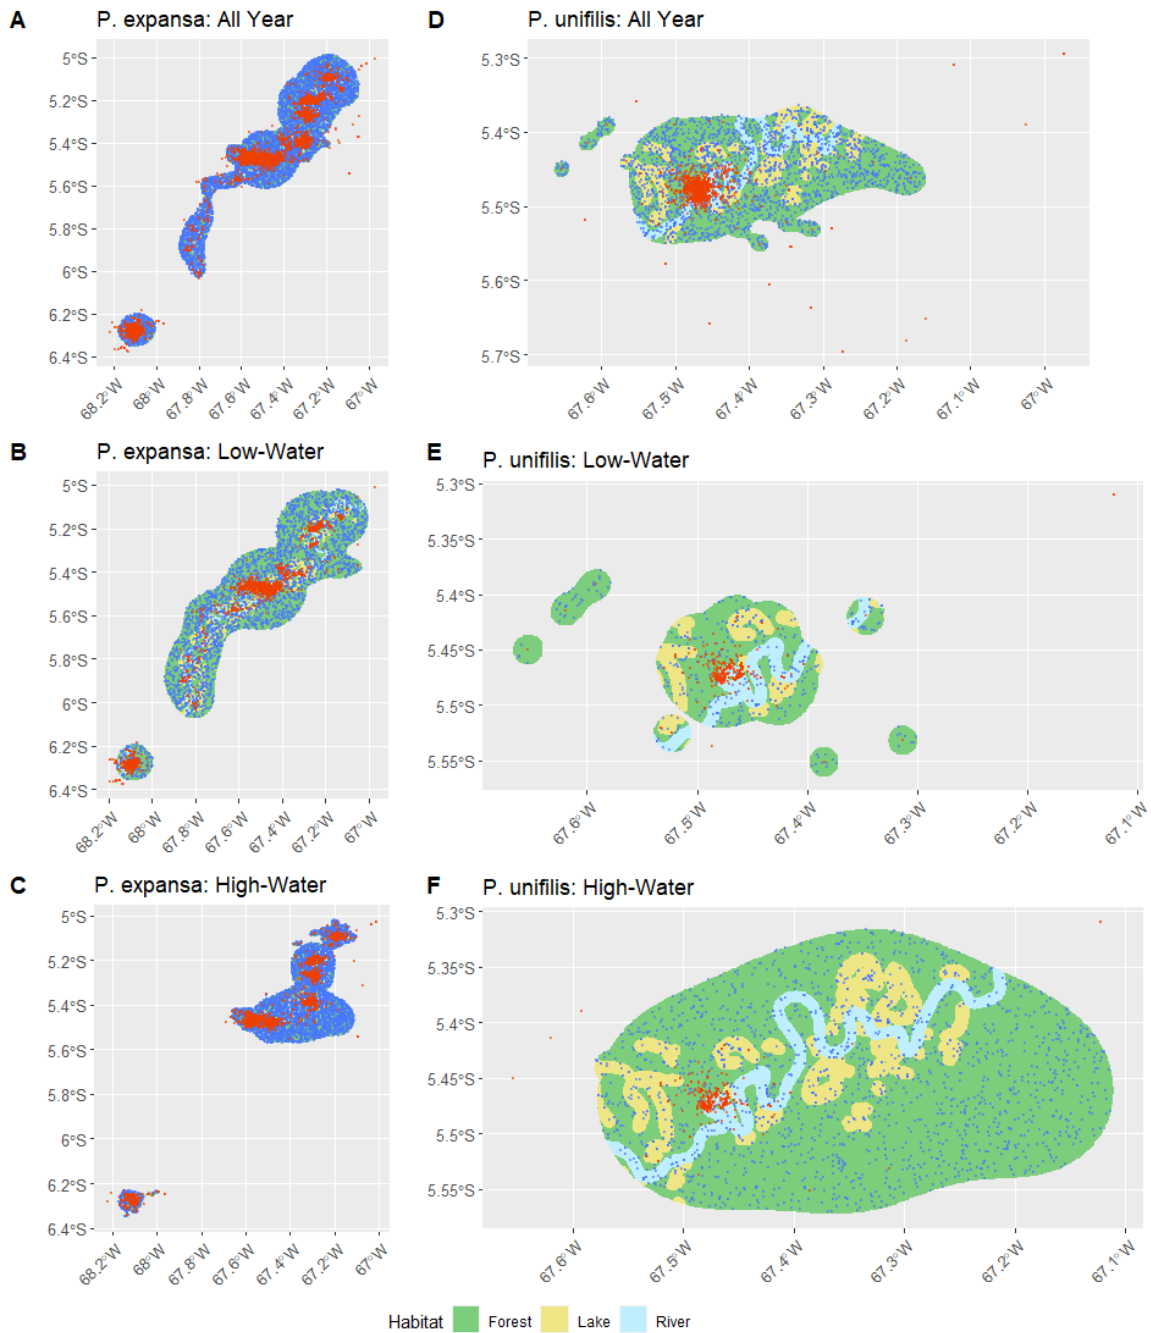 A P. expansa: All Year
5°S
5.2°S
5.4°S
5.6°S
5.8°S
6°S
6.2°S
6.4°S
68.2°W 68°W 67.8°W 67.6°W 67.4°W 67.2°W 67°W
D P. unifilis: All Year
5.3°S
5.4°S
5.5°S
5.6°S
5.7°S
67.6°W 67.5°W 67.4°W 67.3°W 67.2°W 67.1°W 67°W
B P. expansa: Low-Water
5°S
5.2°S
5.4°S
5.6°S
5.8°S
6°S
6.2°S
6.4°S
68.2°W 68°W 67.8°W 67.6°W 67.4°W 67.2°W 67°W
E P. unifilis: Low-Water
5.3°S
5.35°S
5.4°S
5.45°S
5.5°S
5.55°S
67.6°W 67.5°W 67.4°W 67.3°W 67.2°W 67.1°W
C P. expansa: High-Water
5°S
5.2°S
5.4°S
5.6°S
5.8°S
6°S
6.2°S
6.4°S
68.2°W 68°W 67.8°W 67.6°W 67.4°W 67.2°W 67°W
F P. unifilis: High-Water
5.3°S
5.35°S
5.4°S
5.45°S
5.5°S
5.55°S
67.6°W 67.5°W 67.4°W 67.3°W 67.2°W 67.1°W
Habitat Forest Lake River